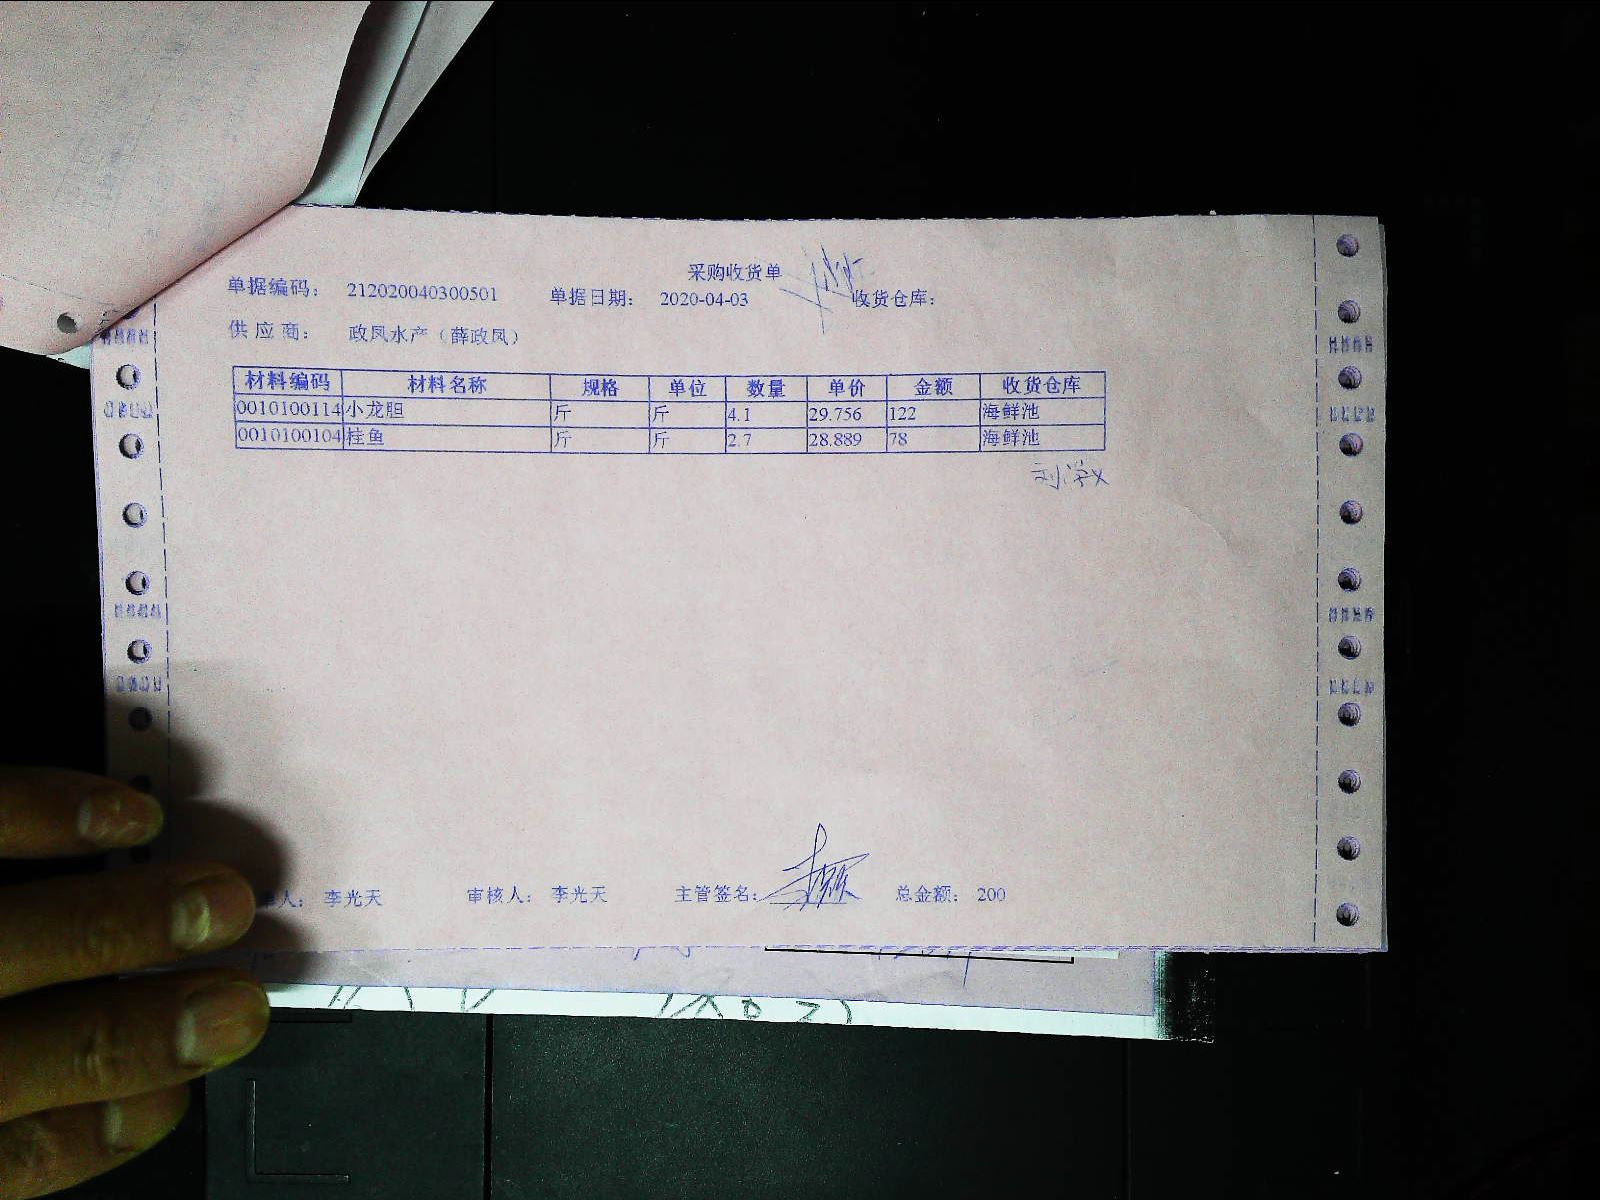 采购收货单
单据编码: 212020040300501 单据日期: 2020-04-03 收货仓库:
供应商: 政凤水产(薛政凤)
材料编码 材料名称 规格 单位 数量 单价 金额 收货仓库
0010100114 小龙胆 斤 斤 4.1 29.756 122 海鲜池
0010100104 桂鱼 斤 斤 2.7 28.889 78 海鲜池
人: 李光天 审核人: 李光天 主管签名: 总金额: 200